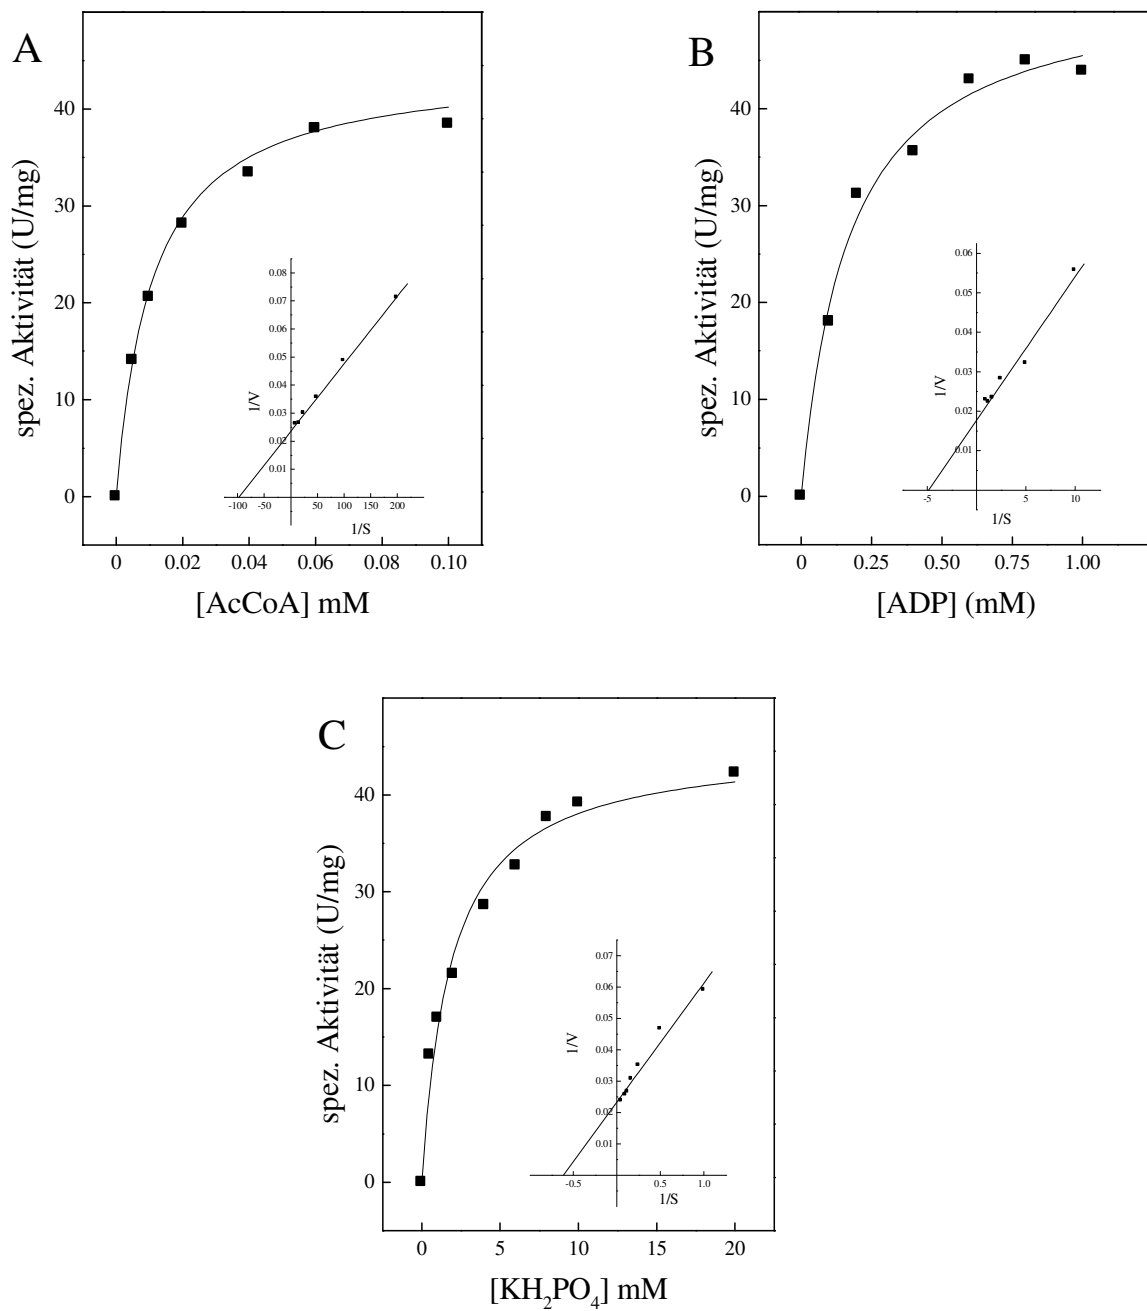 A
spez. Aktivität (U/mg)
40
30
20
10
0
0 0.02 0.04 0.06 0.08 0.10
[AcCoA] mM
1/V
0.08
0.07
0.05
0.04
0.03
0.02
0.01
-100 -50 50 100 150 200
1/S
B
spez. Aktivität (U/mg)
40
30
20
10
0
0 0.25 0.50 0.75 1.00
[ADP] (mM)
1/V
0.06
0.05
0.03
0.02
0.01
-5 5 10
1/S
C
spez. Aktivität (U/mg)
40
30
20
10
0
0 5 10 15 20
[KH₂PO₄] mM
1/V
0.07
0.06
0.05
0.04
0.03
0.02
0.01
-0.5 0.5 1.0
1/S